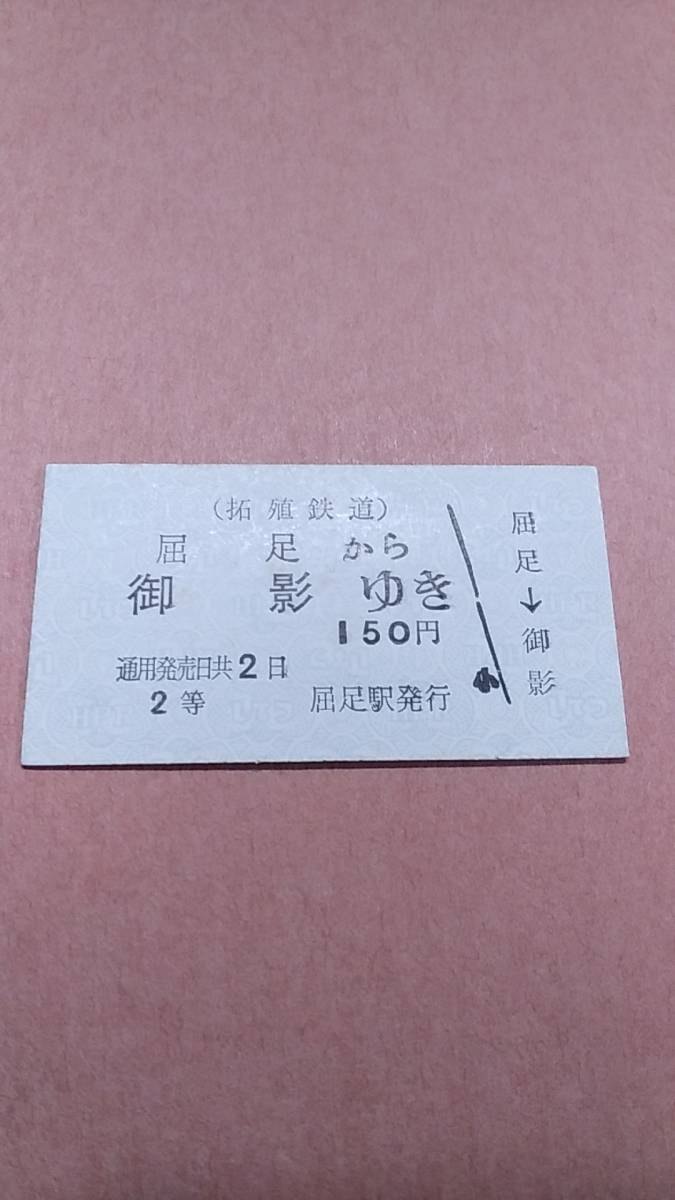 (拓殖鉄道)
屈足から
御影ゆき
150円
通用発売日共2日
2等 屈足駅発行
小
屈足→御影